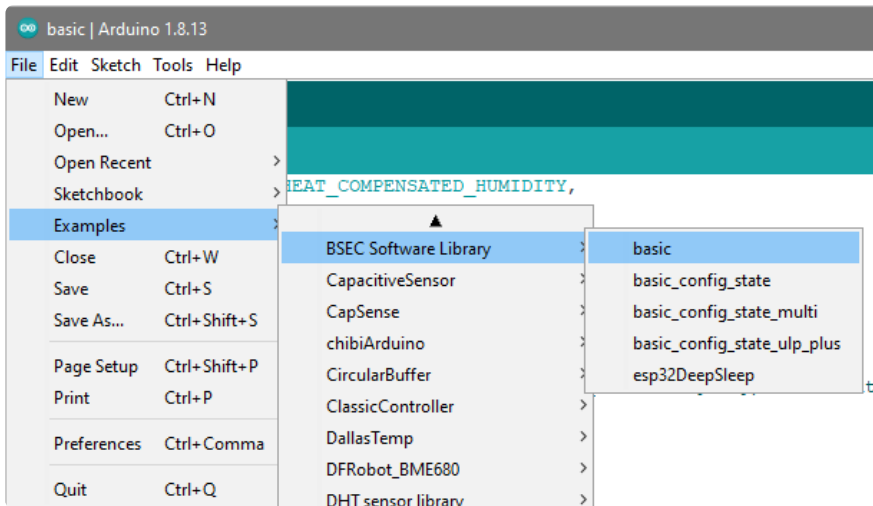 basic | Arduino 1.8.13
File Edit Sketch Tools Help
New Ctrl+N
Open... Ctrl+O
Open Recent
Sketchbook
Examples
Close Ctrl+W
Save Ctrl+S
Save As... Ctrl+Shift+S
Page Setup Ctrl+Shift+P
Print Ctrl+P
Preferences Ctrl+Comma
Quit Ctrl+Q
HEAT_COMPENSATED_HUMIDITY,
BSEC Software Library
CapacitiveSensor
CapSense
chibiArduino
CircularBuffer
ClassicController
DallasTemp
DFRobot_BME680
DHT sensor library
basic
basic_config_state
basic_config_state_multi
basic_config_state_ulp_plus
esp32DeepSleep